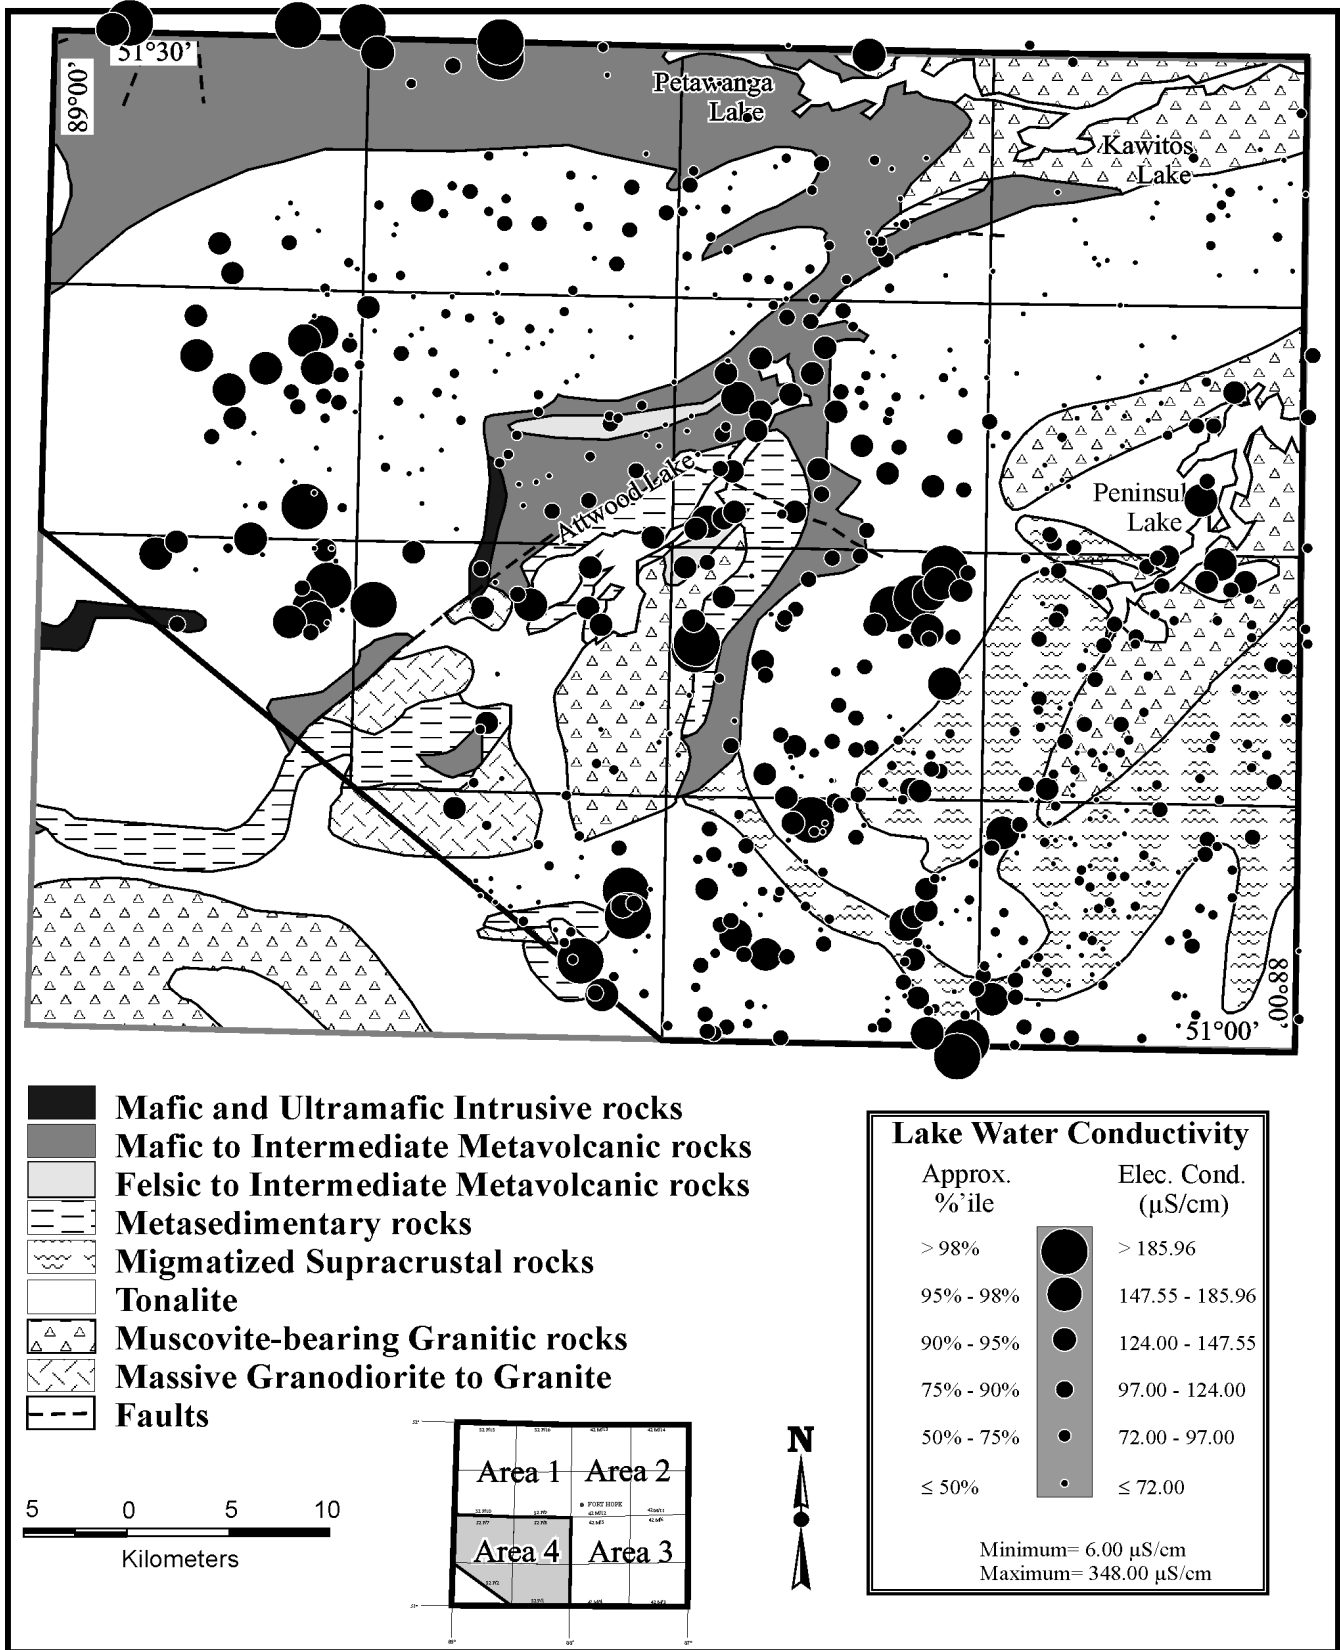 51°30’
89°00’
Petawanga
Lake
Kawitos
Lake
Attwood Lake
Peninsul
Lake
88°00’
51°00’
Mafic and Ultramafic Intrusive rocks
Mafic to Intermediate Metavolcanic rocks
Felsic to Intermediate Metavolcanic rocks
Metasedimentary rocks
Migmatized Supracrustal rocks
Tonalite
Muscovite-bearing Granitic rocks
Massive Granodiorite to Granite
Faults
5 0 5 10
Kilometers
Area 1 Area 2
FORT HOPE
Area 4 Area 3
N
Lake Water Conductivity
Approx. Elec. Cond.
%’ile (µS/cm)
> 98% > 185.96
95% - 98% 147.55 - 185.96
90% - 95% 124.00 - 147.55
75% - 90% 97.00 - 124.00
50% - 75% 72.00 - 97.00
≤ 50% ≤ 72.00
Minimum= 6.00 µS/cm
Maximum= 348.00 µS/cm